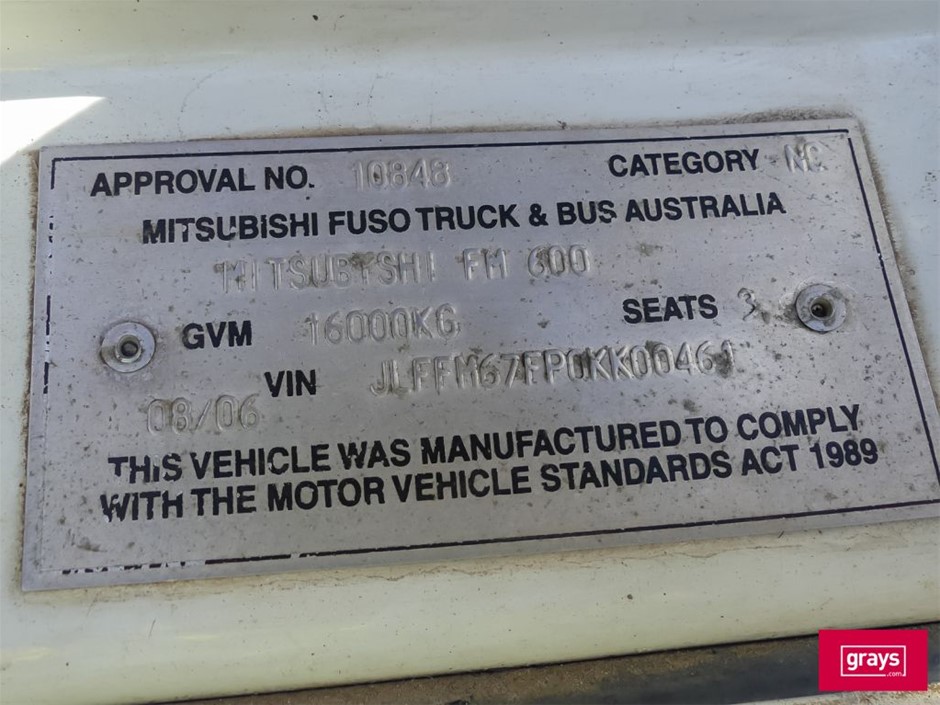 APPROVAL NO. 10848 CATEGORY NC
MITSUBISHI FUSO TRUCK & BUS AUSTRALIA
MITSUBISHI FM 600
GVM 16000KG SEATS 3
VIN JLFFM67FP0KK00461
08/06
THIS VEHICLE WAS MANUFACTURED TO COMPLY
WITH THE MOTOR VEHICLE STANDARDS ACT 1989
grays
.com